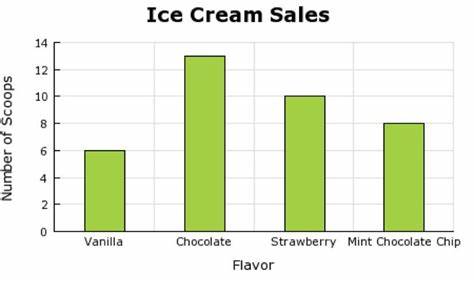 Ice Cream Sales
14
12
10
8
6
4
2
0
Number of Scoops
Vanilla Chocolate Strawberry Mint Chocolate Chip
Flavor